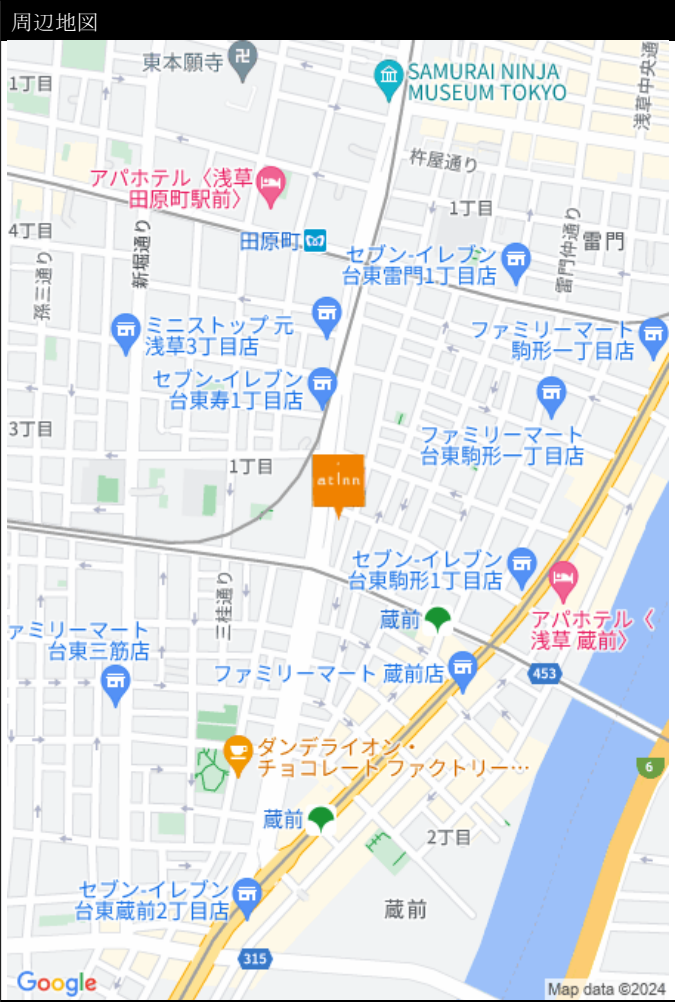 周辺地図
東本願寺
1丁目
SAMURAI NINJA
MUSEUM TOKYO
浅草中央通
杵屋通り
アパホテル〈浅草
田原町駅前〉
1丁目
4丁目
田原町
雷門
雷門仲通り
新堀通り
孫三通り
セブン-イレブン
台東雷門1丁目店
ミニストップ 元
浅草3丁目店
ファミリーマート
駒形一丁目店
セブン-イレブン
台東寿1丁目店
3丁目
ファミリーマート
台東駒形一丁目店
1丁目
at inn
セブン-イレブン
台東駒形1丁目店
三桂通り
蔵前
アパホテル〈
浅草 蔵前〉
ァミリーマート
台東三筋店
ファミリーマート 蔵前店
453
ダンデライオン・
チョコレート ファクトリー…
6
蔵前
2丁目
セブン-イレブン
台東蔵前2丁目店
蔵前
315
Google
Map data ©2024